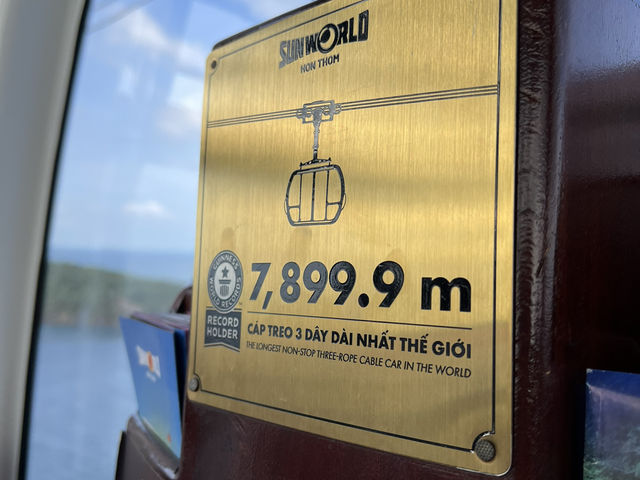 SUN WORLD
HON THOM
GUINNESS
WORLD RECORDS
RECORD
HOLDER
7,899.9 m
CÁP TREO 3 DÂY DÀI NHẤT THẾ GIỚI
THE LONGEST NON-STOP THREE-ROPE CABLE CAR IN THE WORLD